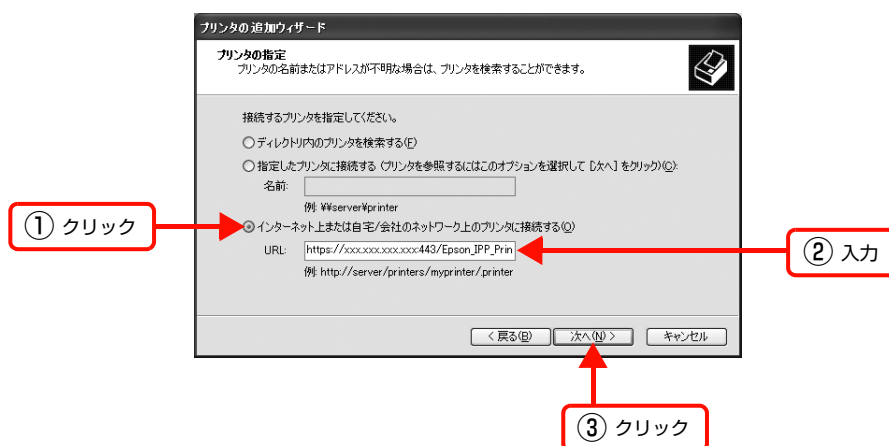 プリンタの追加ウィザード
プリンタの指定
プリンタの名前またはアドレスが不明な場合は、プリンタを検索することができます。
接続するプリンタを指定してください。
ディレクトリ内のプリンタを検索する(F)
指定したプリンタに接続する (プリンタを参照するにはこのオプションを選択して [次へ] をクリック)(C):
名前:
例: ¥¥server¥printer
① クリック
インターネット上または自宅/会社のネットワーク上のプリンタに接続する(O)
URL: https://xxx.xxx.xxx.xxx:443/Epson_IPP_Prin
② 入力
例: http://server/printers/myprinter/.printer
< 戻る(B) 次へ(N) > キャンセル
③ クリック